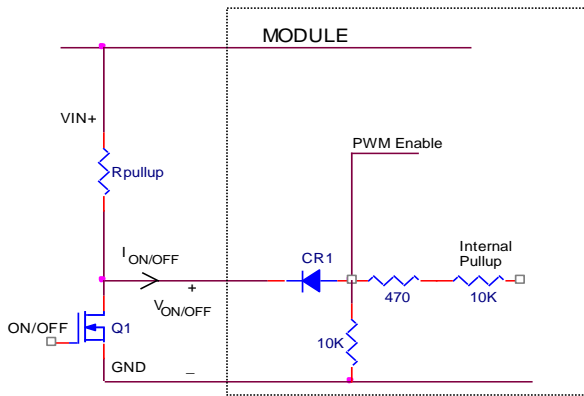 MODULE
VIN+
PWM Enable
Rpullup
Internal
Pullup
I ON/OFF
CR1
+
V ON/OFF
470
10K
ON/OFF
Q1
10K
GND
_